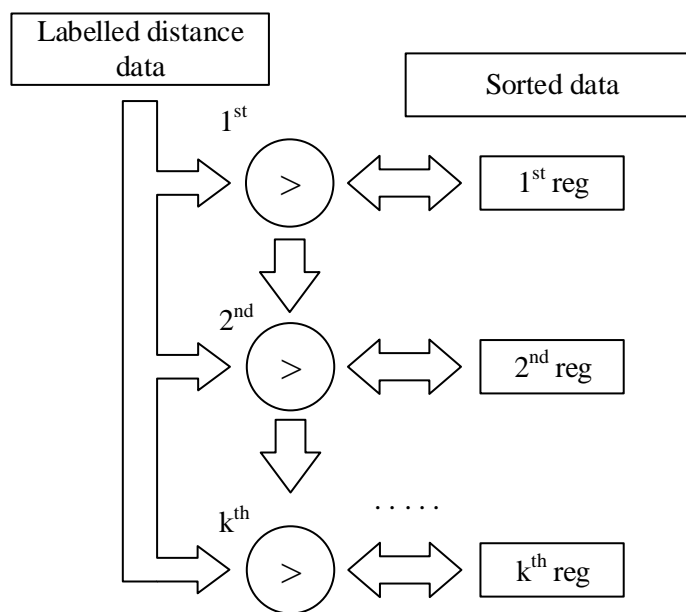 Labelled distance
data
Sorted data
1st
>
1st reg
2nd
>
2nd reg
. . . . .
kth
>
kth reg